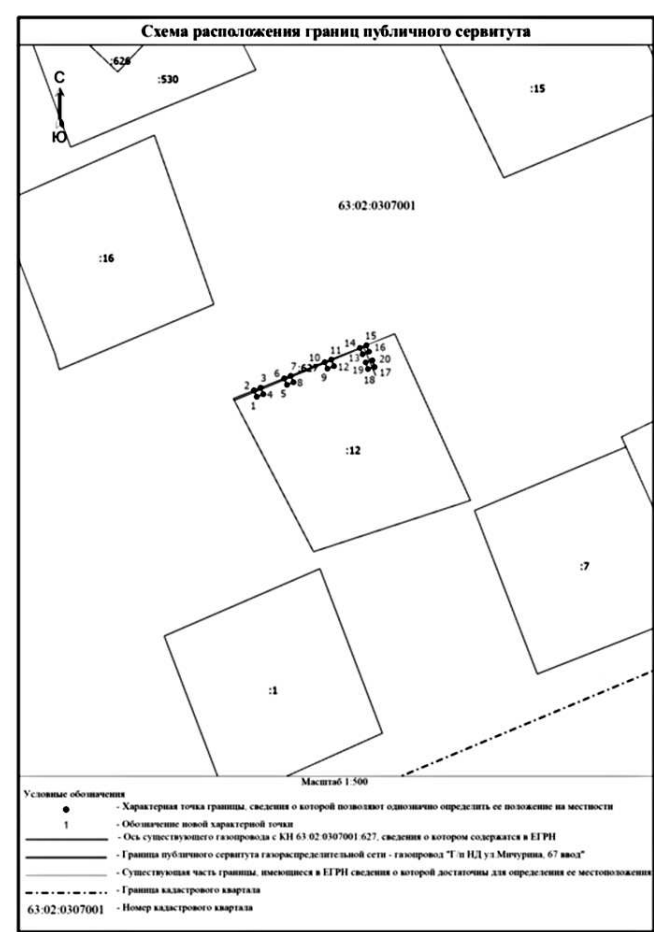 Схема расположения границ публичного сервитута
:626
:530
:15
С
Ю
63:02:0307001
:16
15
14
16
11
13
10
20
7
:627
12
19
17
6
9
18
3
8
2
5
4
1
:12
:7
:1
Масштаб 1:500
Условные обозначения
- Характерная точка границы, сведения о которой позволяют однозначно определить ее положение на местности
1 - Обозначение новой характерной точки
- Ось существующего газопровода с КН 63:02:0307001:627, сведения о котором содержатся в ЕГРН
- Граница публичного сервитута газораспределительной сети - газопровод "Г/п НД ул Мичурина, 67 ввод"
- Существующая часть границы, имеющиеся в ЕГРН сведения о которой достаточны для определения ее местоположения
- Граница кадастрового квартала
63:02:0307001 - Номер кадастрового квартала